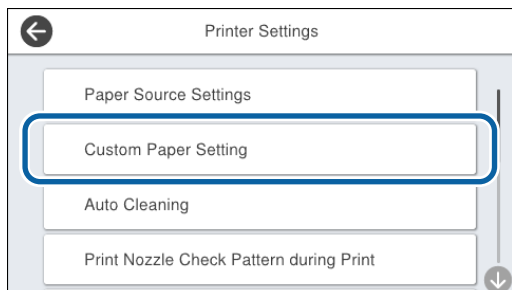 Printer Settings
Paper Source Settings
Custom Paper Setting
Auto Cleaning
Print Nozzle Check Pattern during Print